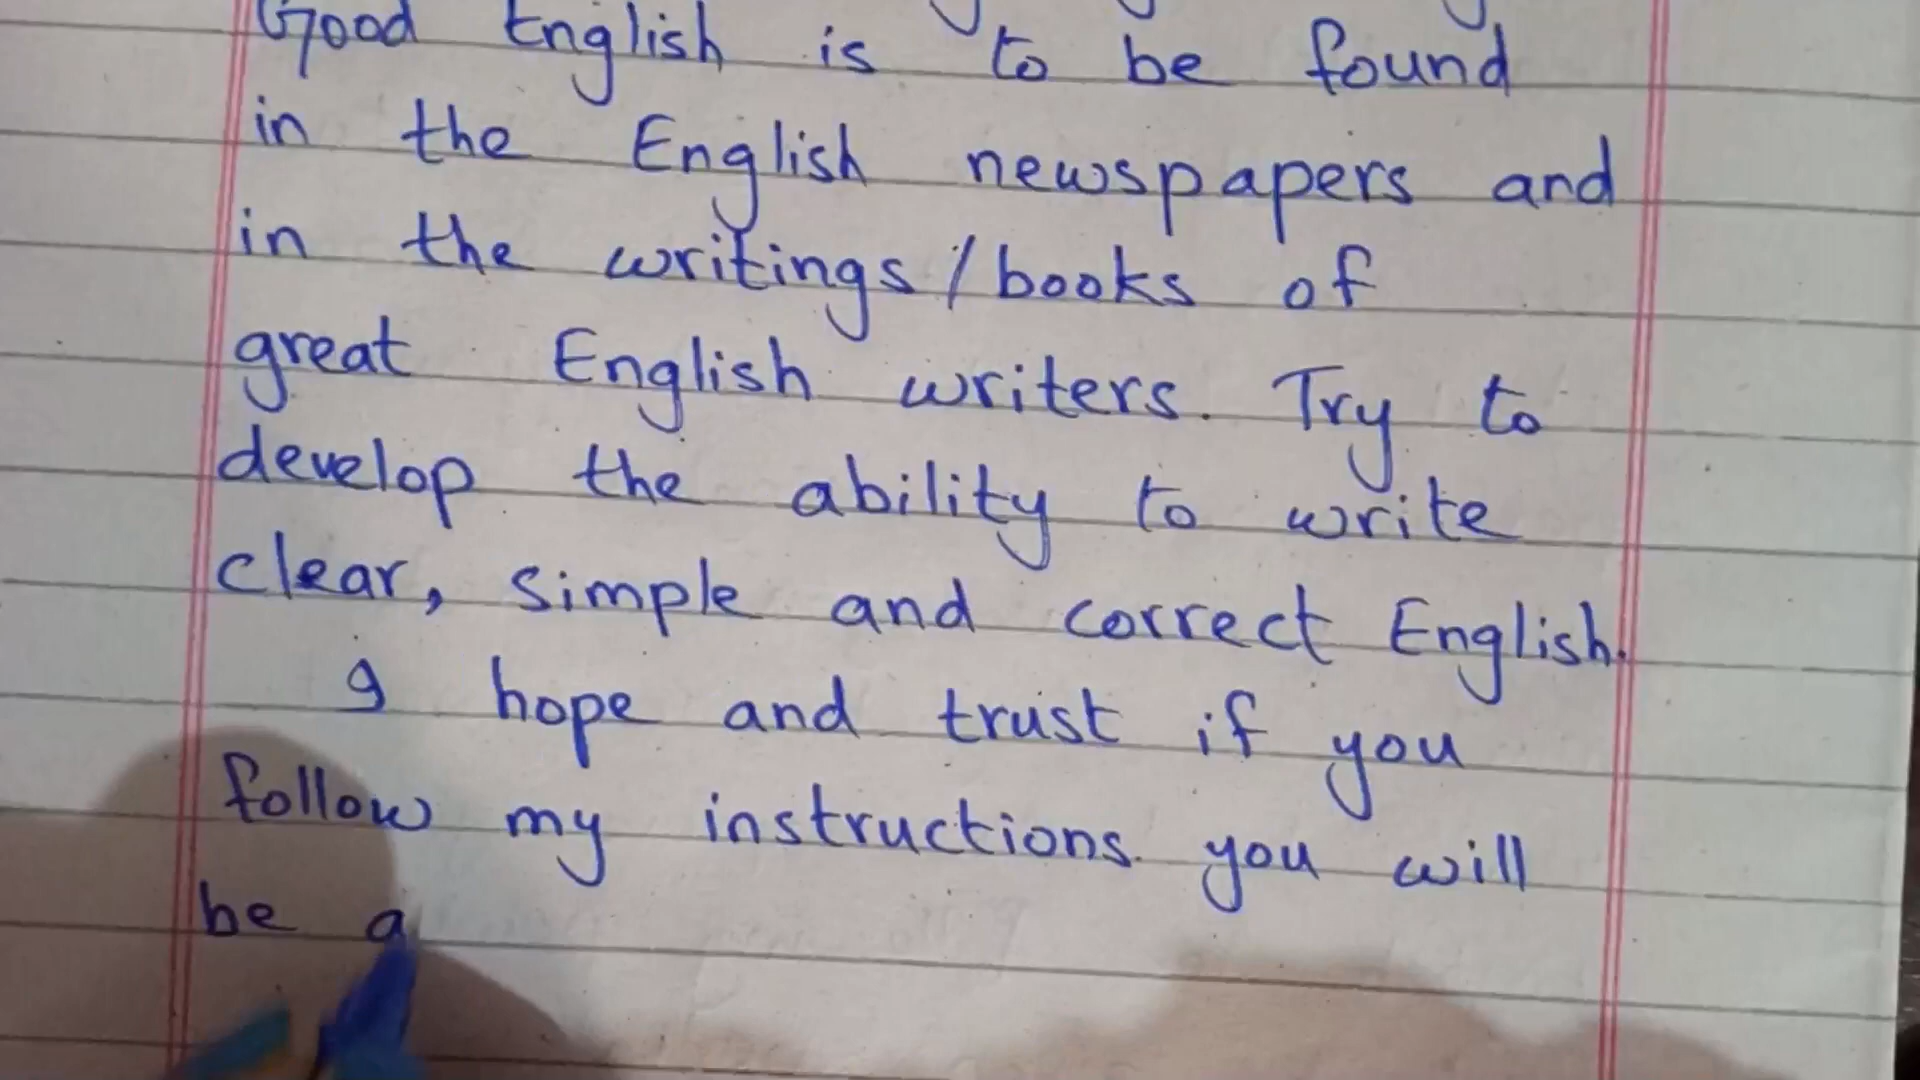 Good English is to be found
in the English newspapers and
in the writings/books of
great English writers. Try to
develop the ability to write
clear, simple and correct English.
I hope and trust if you
follow my instructions you will
be a